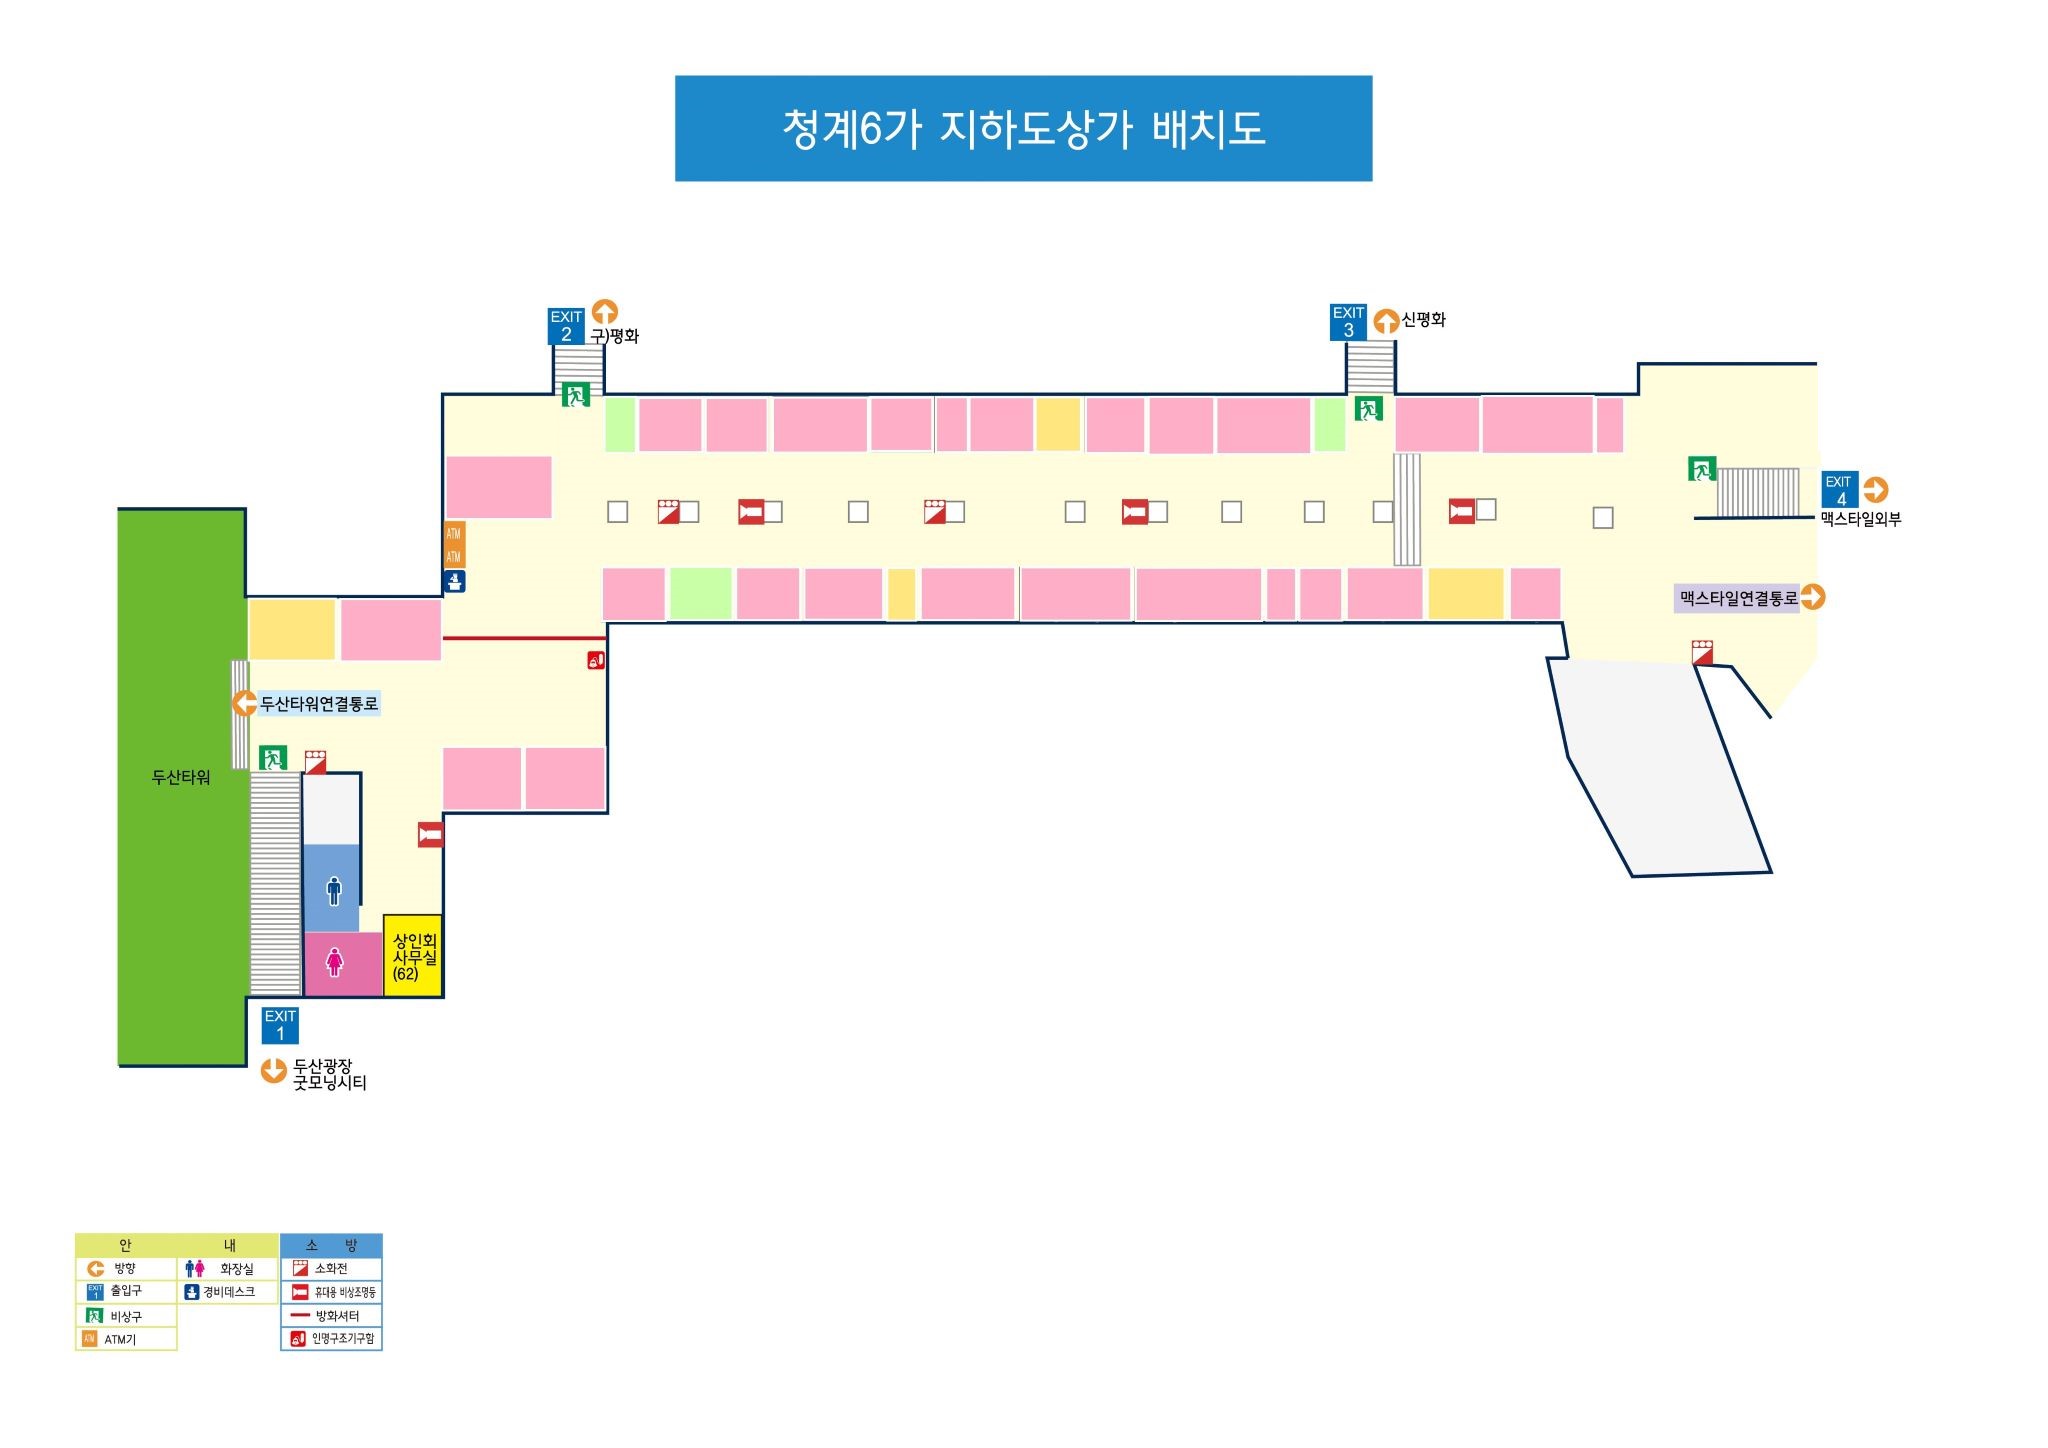 청계6가 지하도상가 배치도
EXIT
2
구)평화
EXIT
3
신평화
EXIT
4
맥스타일외부
ATM
ATM
맥스타일연결통로
두산타워연결통로
두산타워
상인회
사무실
(62)
EXIT
1
두산광장
굿모닝시티
안 내
소 방
방향
화장실
소화전
EXIT
1
출입구
경비데스크
휴대용 비상조명등
비상구
방화셔터
ATM
ATM기
인명구조기구함